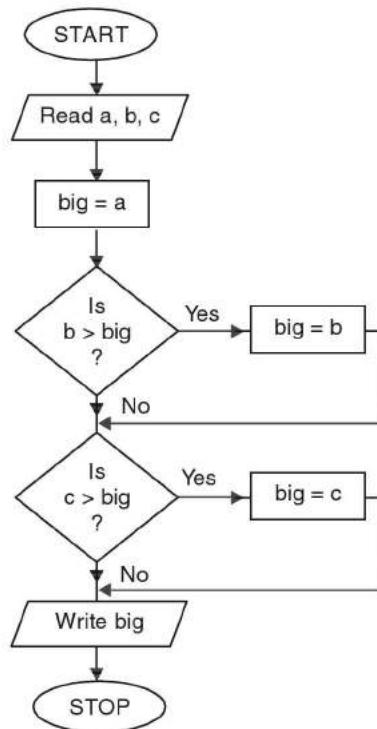 START
Read a, b, c
big = a
Is
b > big
?
Yes
big = b
No
Is
c > big
?
Yes
big = c
No
Write big
STOP